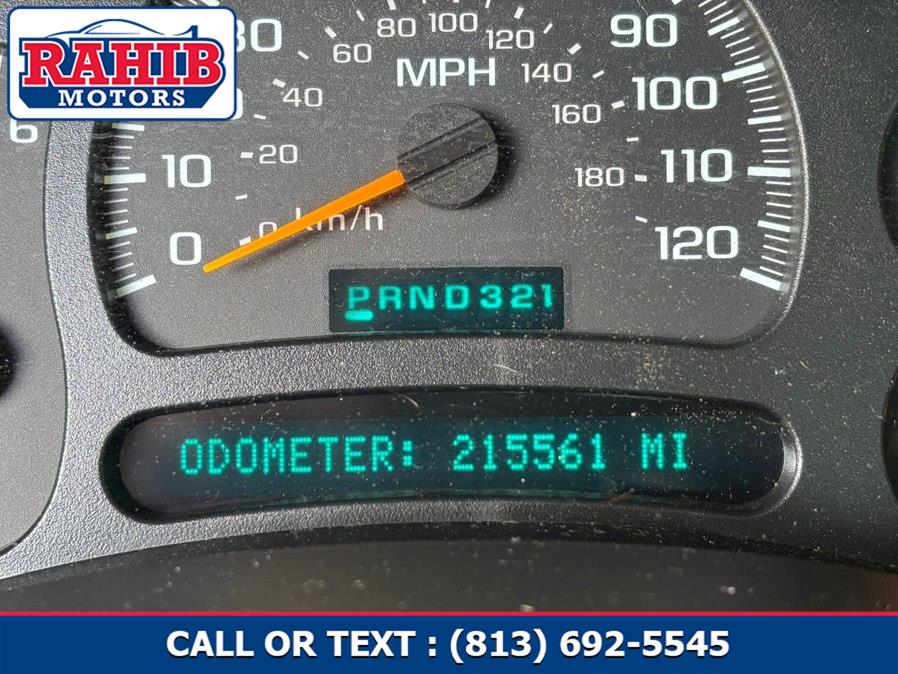 RAHIB
MOTORS
80 100 120
60 MPH 140
40 160
20 180
0 km/h
0 10 90 100 110 120
6
PRND321
ODOMETER: 215561 MI
CALL OR TEXT : (813) 692-5545